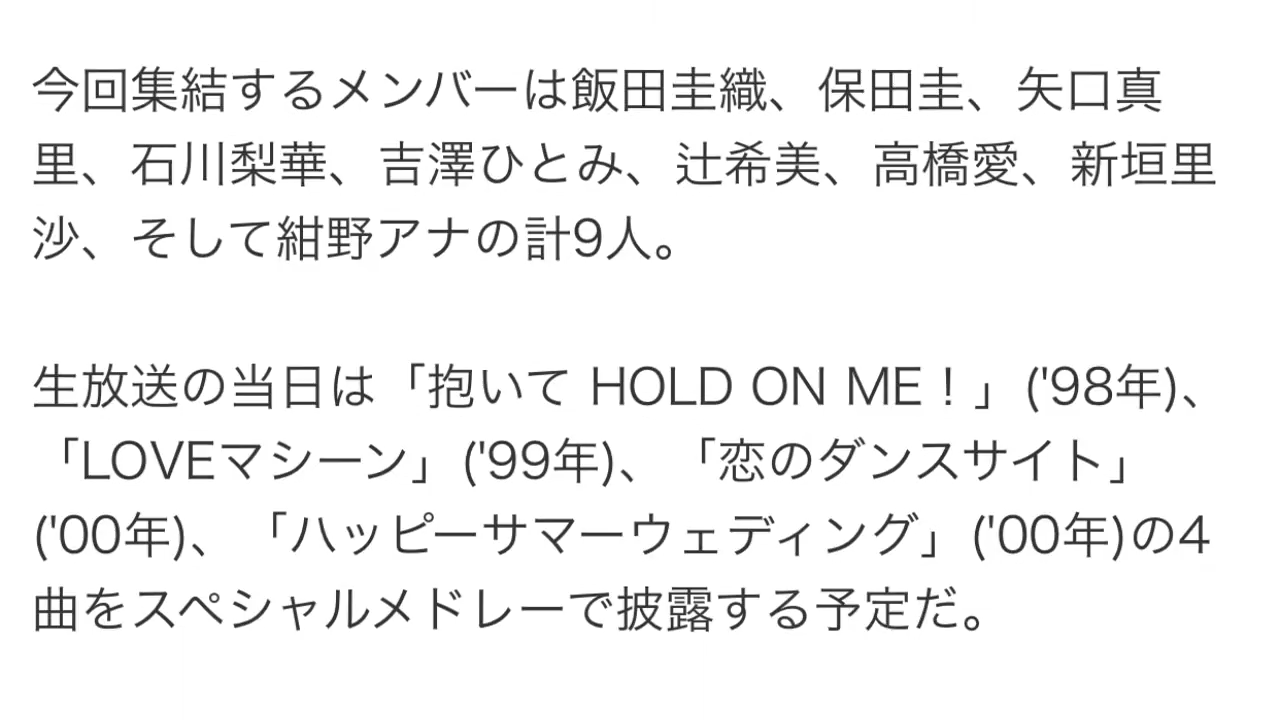 今回集結するメンバーは飯田圭織、保田圭、矢口真
里、石川梨華、吉澤ひとみ、辻希美、高橋愛、新垣里
沙、そして紺野アナの計9人。
生放送の当日は「抱いて HOLD ON ME！」('98年)、
「LOVEマシーン」('99年)、「恋のダンスサイト」
('00年)、「ハッピーサマーウェディング」('00年)の4
曲をスペシャルメドレーで披露する予定だ。